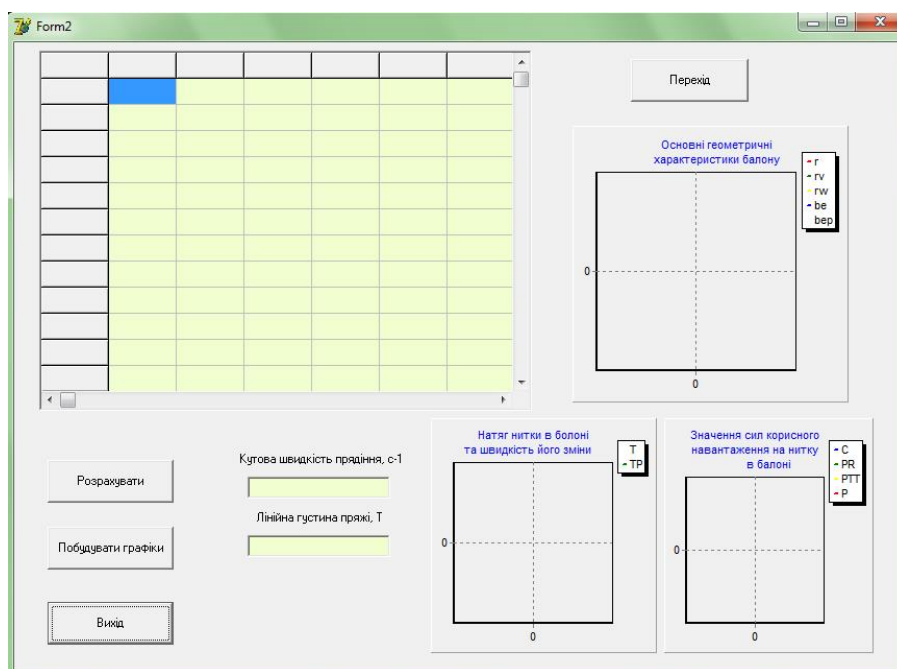 Form2
Перехід
Основні геометричні
характеристики балону
r
rv
rw
be
bep
0
0
Розрахувати
Побудувати графіки
Вихід
Кутова швидкість прядіння, с-1
Лінійна густина пряжі, Т
Натяг нитки в болоні
та швидкість його зміни
T
TP
0
0
Значення сил корисного
навантаження на нитку
в балоні
C
PR
PTT
P
0
0